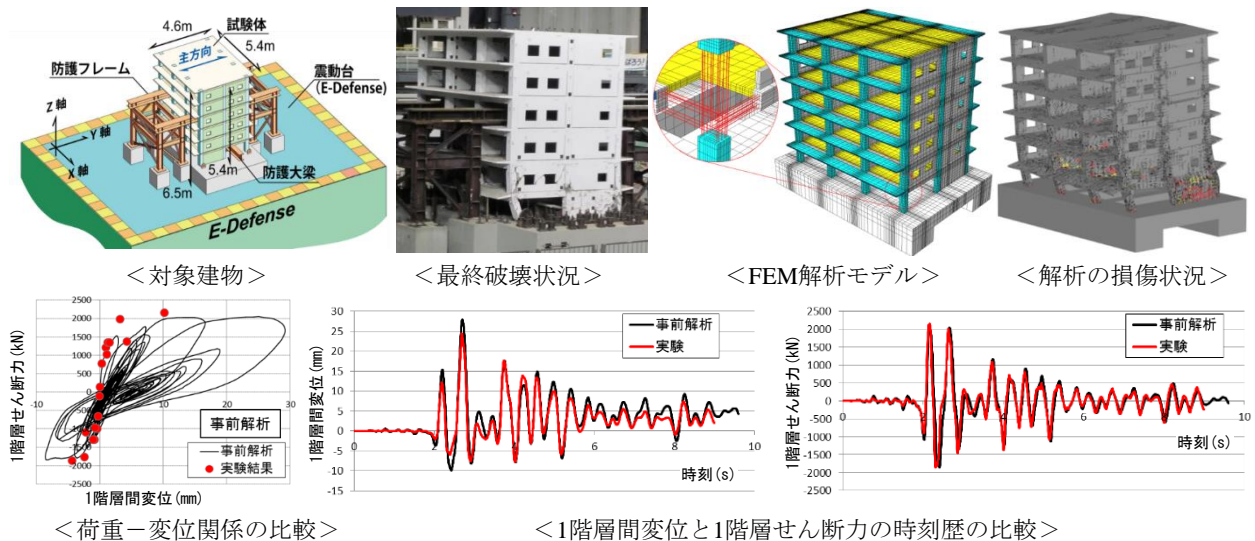 4.6m
試験体
5.4m
主方向
防護フレーム
震動台
(E-Defense)
Z 軸
Y 軸
X 軸
5.4m
6.5m
防護大梁
E-Defense
<対象建物>
<最終破壊状況>
<FEM解析モデル>
<解析の損傷状況>
1階層せん断力(kN)
2500
2000
1500
1000
500
0
-500
-1000
-1500
-2000
-2500
-10
0
10
20
30
事前解析
事前解析
実験結果
1階層間変位(mm)
1階層間変位(mm)
30
25
20
15
10
5
0
-5
-10
-15
0
2
4
6
8
10
事前解析
実験
時刻(s)
1階層せん断力(kN)
2500
2000
1500
1000
500
0
-500
-1000
-1500
-2000
-2500
0
2
4
6
8
10
事前解析
実験
時刻(s)
<荷重－変位関係の比較>
<1階層間変位と1階層せん断力の時刻歴の比較>